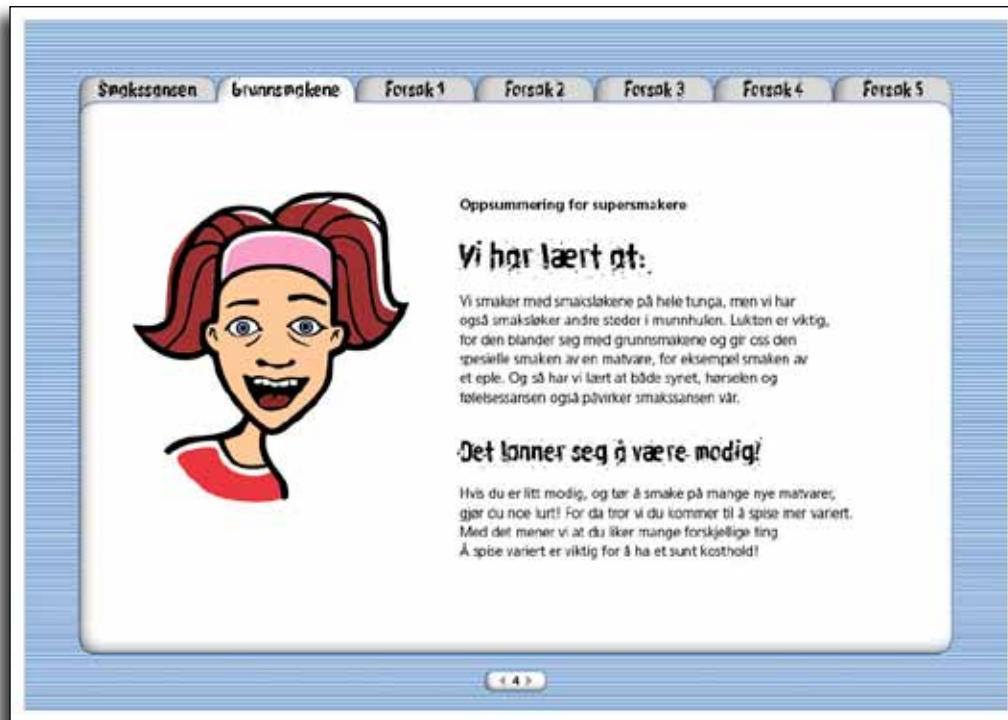 Smakssansen Grunnsmakene Forsøk 1 Forsøk 2 Forsøk 3 Forsøk 4 Forsøk 5
Oppsummering for supersmakere
Vi har lært at:
Vi smaker med smaksløkene på hele tunga, men vi har
også smaksløker andre steder i munnhulen. Lukten er viktig,
for den blander seg med grunnsmakene og gir oss den
spesielle smaken av en matvare, for eksempel smaken av
et eple. Og så har vi lært at både synet, hørselen og
følelsessansen også påvirker smakssansen vår.
Det lønner seg å være modig!
Hvis du er litt modig, og tør å smake på mange nye matvarer,
gjør du noe lurt! For da tror vi du kommer til å spise mer variert.
Med det mener vi at du liker mange forskjellige ting
Å spise variert er viktig for å ha et sunt kosthold!
4